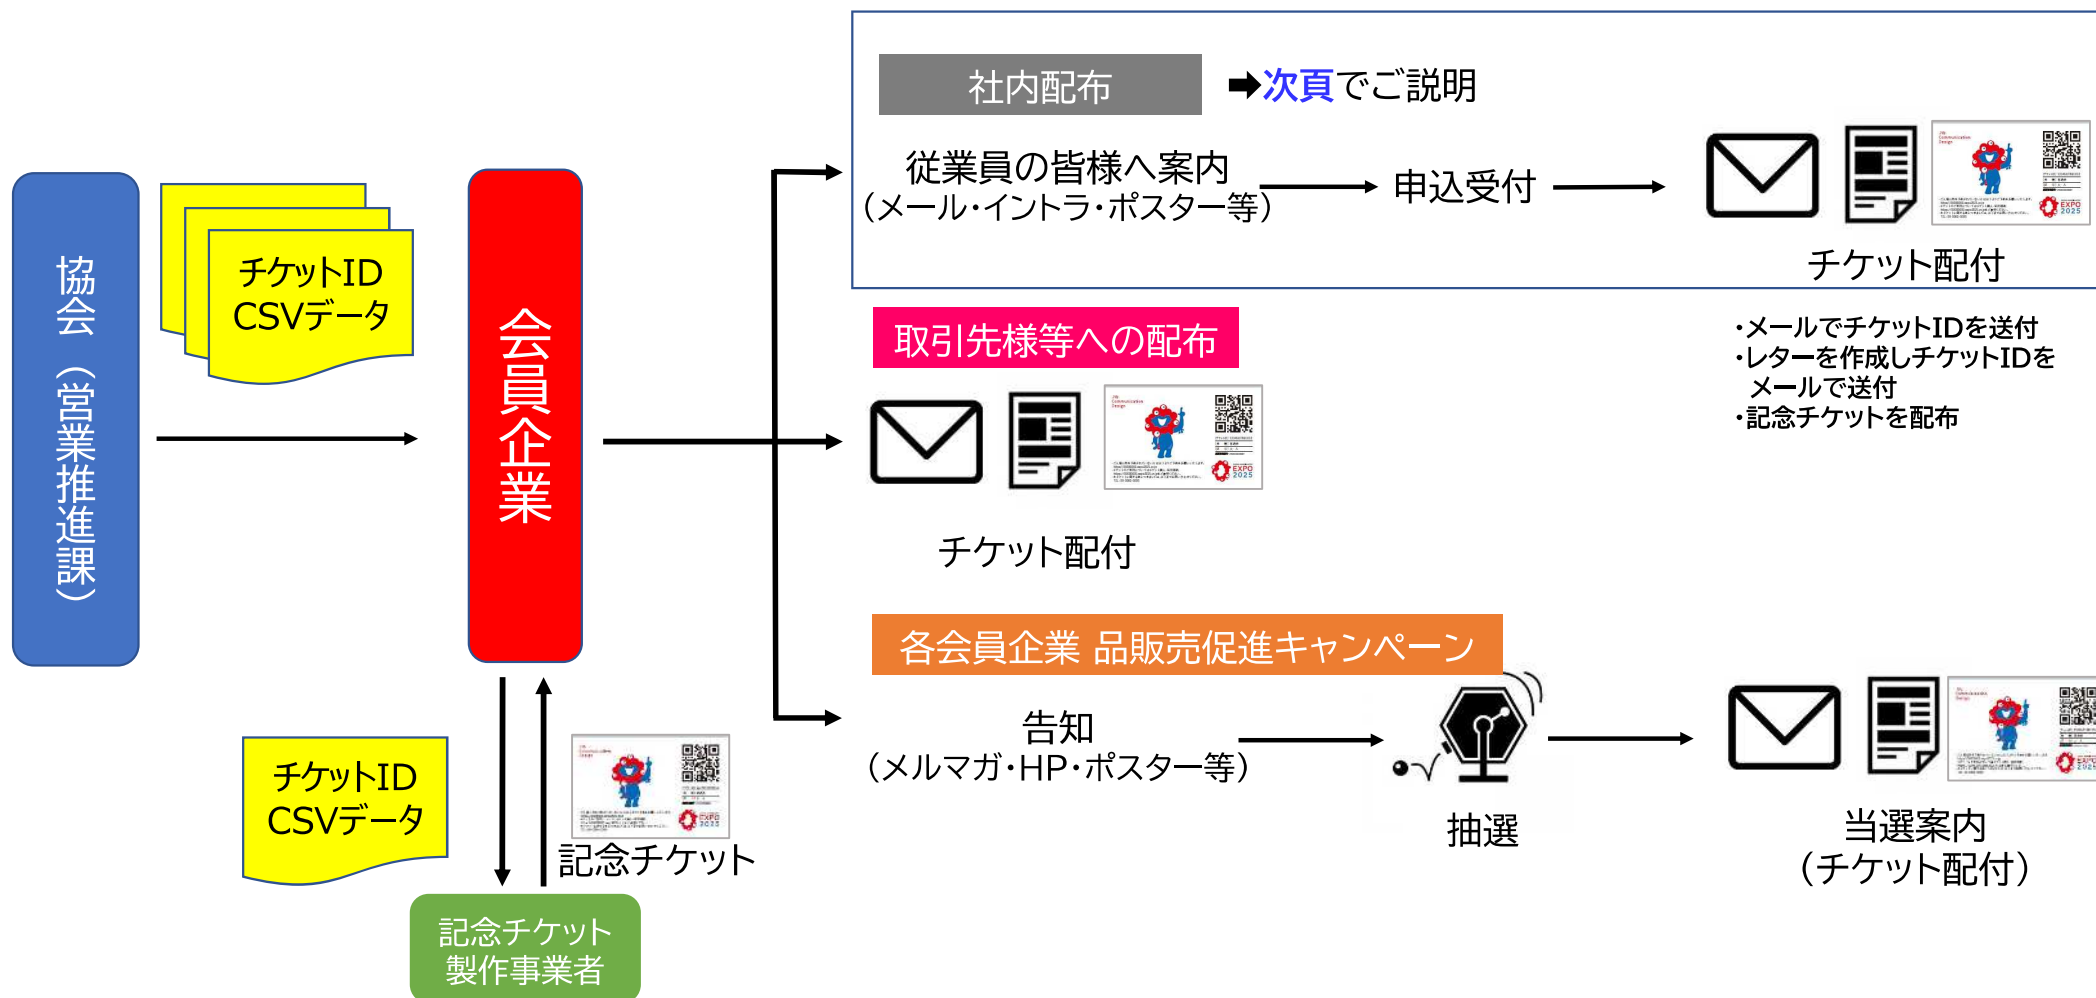 社内配布
➡次頁でご説明
従業員の皆様へ案内
（メール・イントラ・ポスター等）
申込受付
チケット配付
協会（営業推進課）
チケットID
CSVデータ
会員企業
取引先様等への配布
チケット配付
・メールでチケットIDを送付
・レターを作成しチケットIDを
メールで送付
・記念チケットを配布
各会員企業 品販売促進キャンペーン
告知
（メルマガ・HP・ポスター等）
抽選
当選案内
（チケット配付）
チケットID
CSVデータ
記念チケット
記念チケット
製作事業者
EXPO
2025
EXPO
2025
EXPO
2025
EXPO
2025